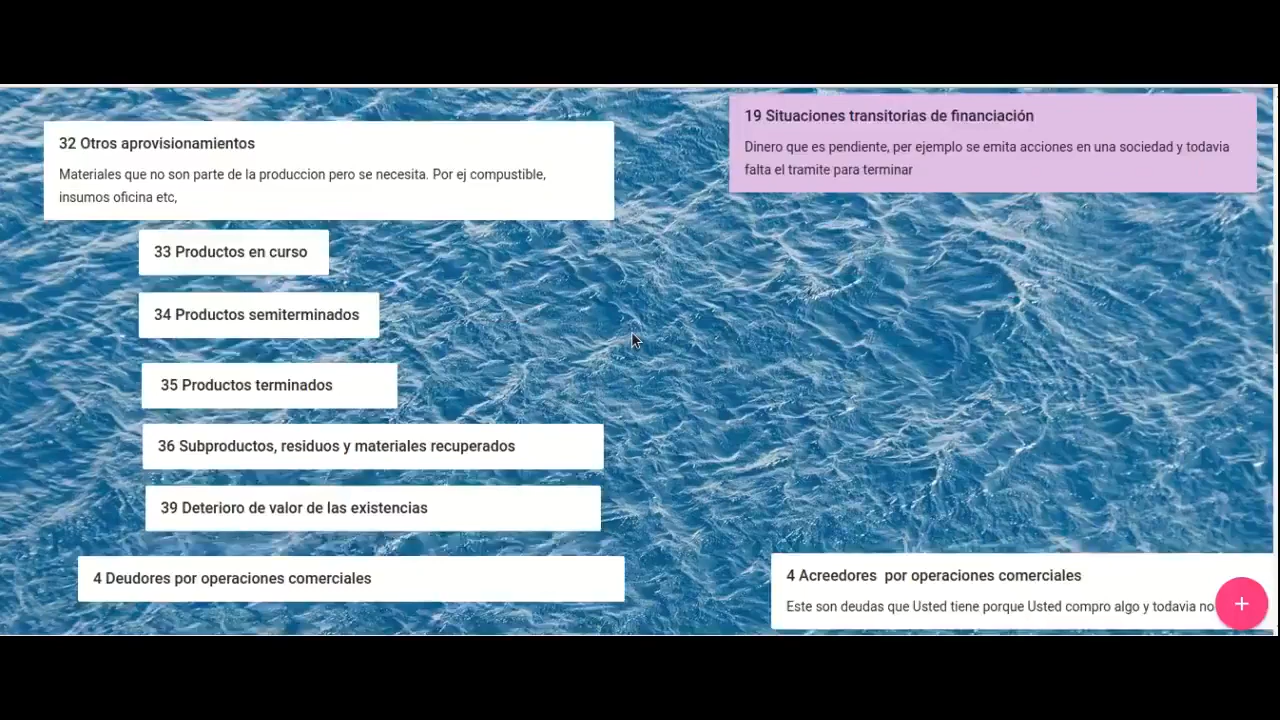 32 Otros aprovisionamientos
Materiales que no son parte de la produccion pero se necesita. Por ej compustible,
insumos oficina etc,
33 Productos en curso
34 Productos semiterminados
35 Productos terminados
36 Subproductos, residuos y materiales recuperados
39 Deterioro de valor de las existencias
4 Deudores por operaciones comerciales
19 Situaciones transitorias de financiación
Dinero que es pendiente, per ejemplo se emita acciones en una sociedad y todavia
falta el tramite para terminar
4 Acreedores  por operaciones comerciales
Este son deudas que Usted tiene porque Usted compro algo y todavia no
+